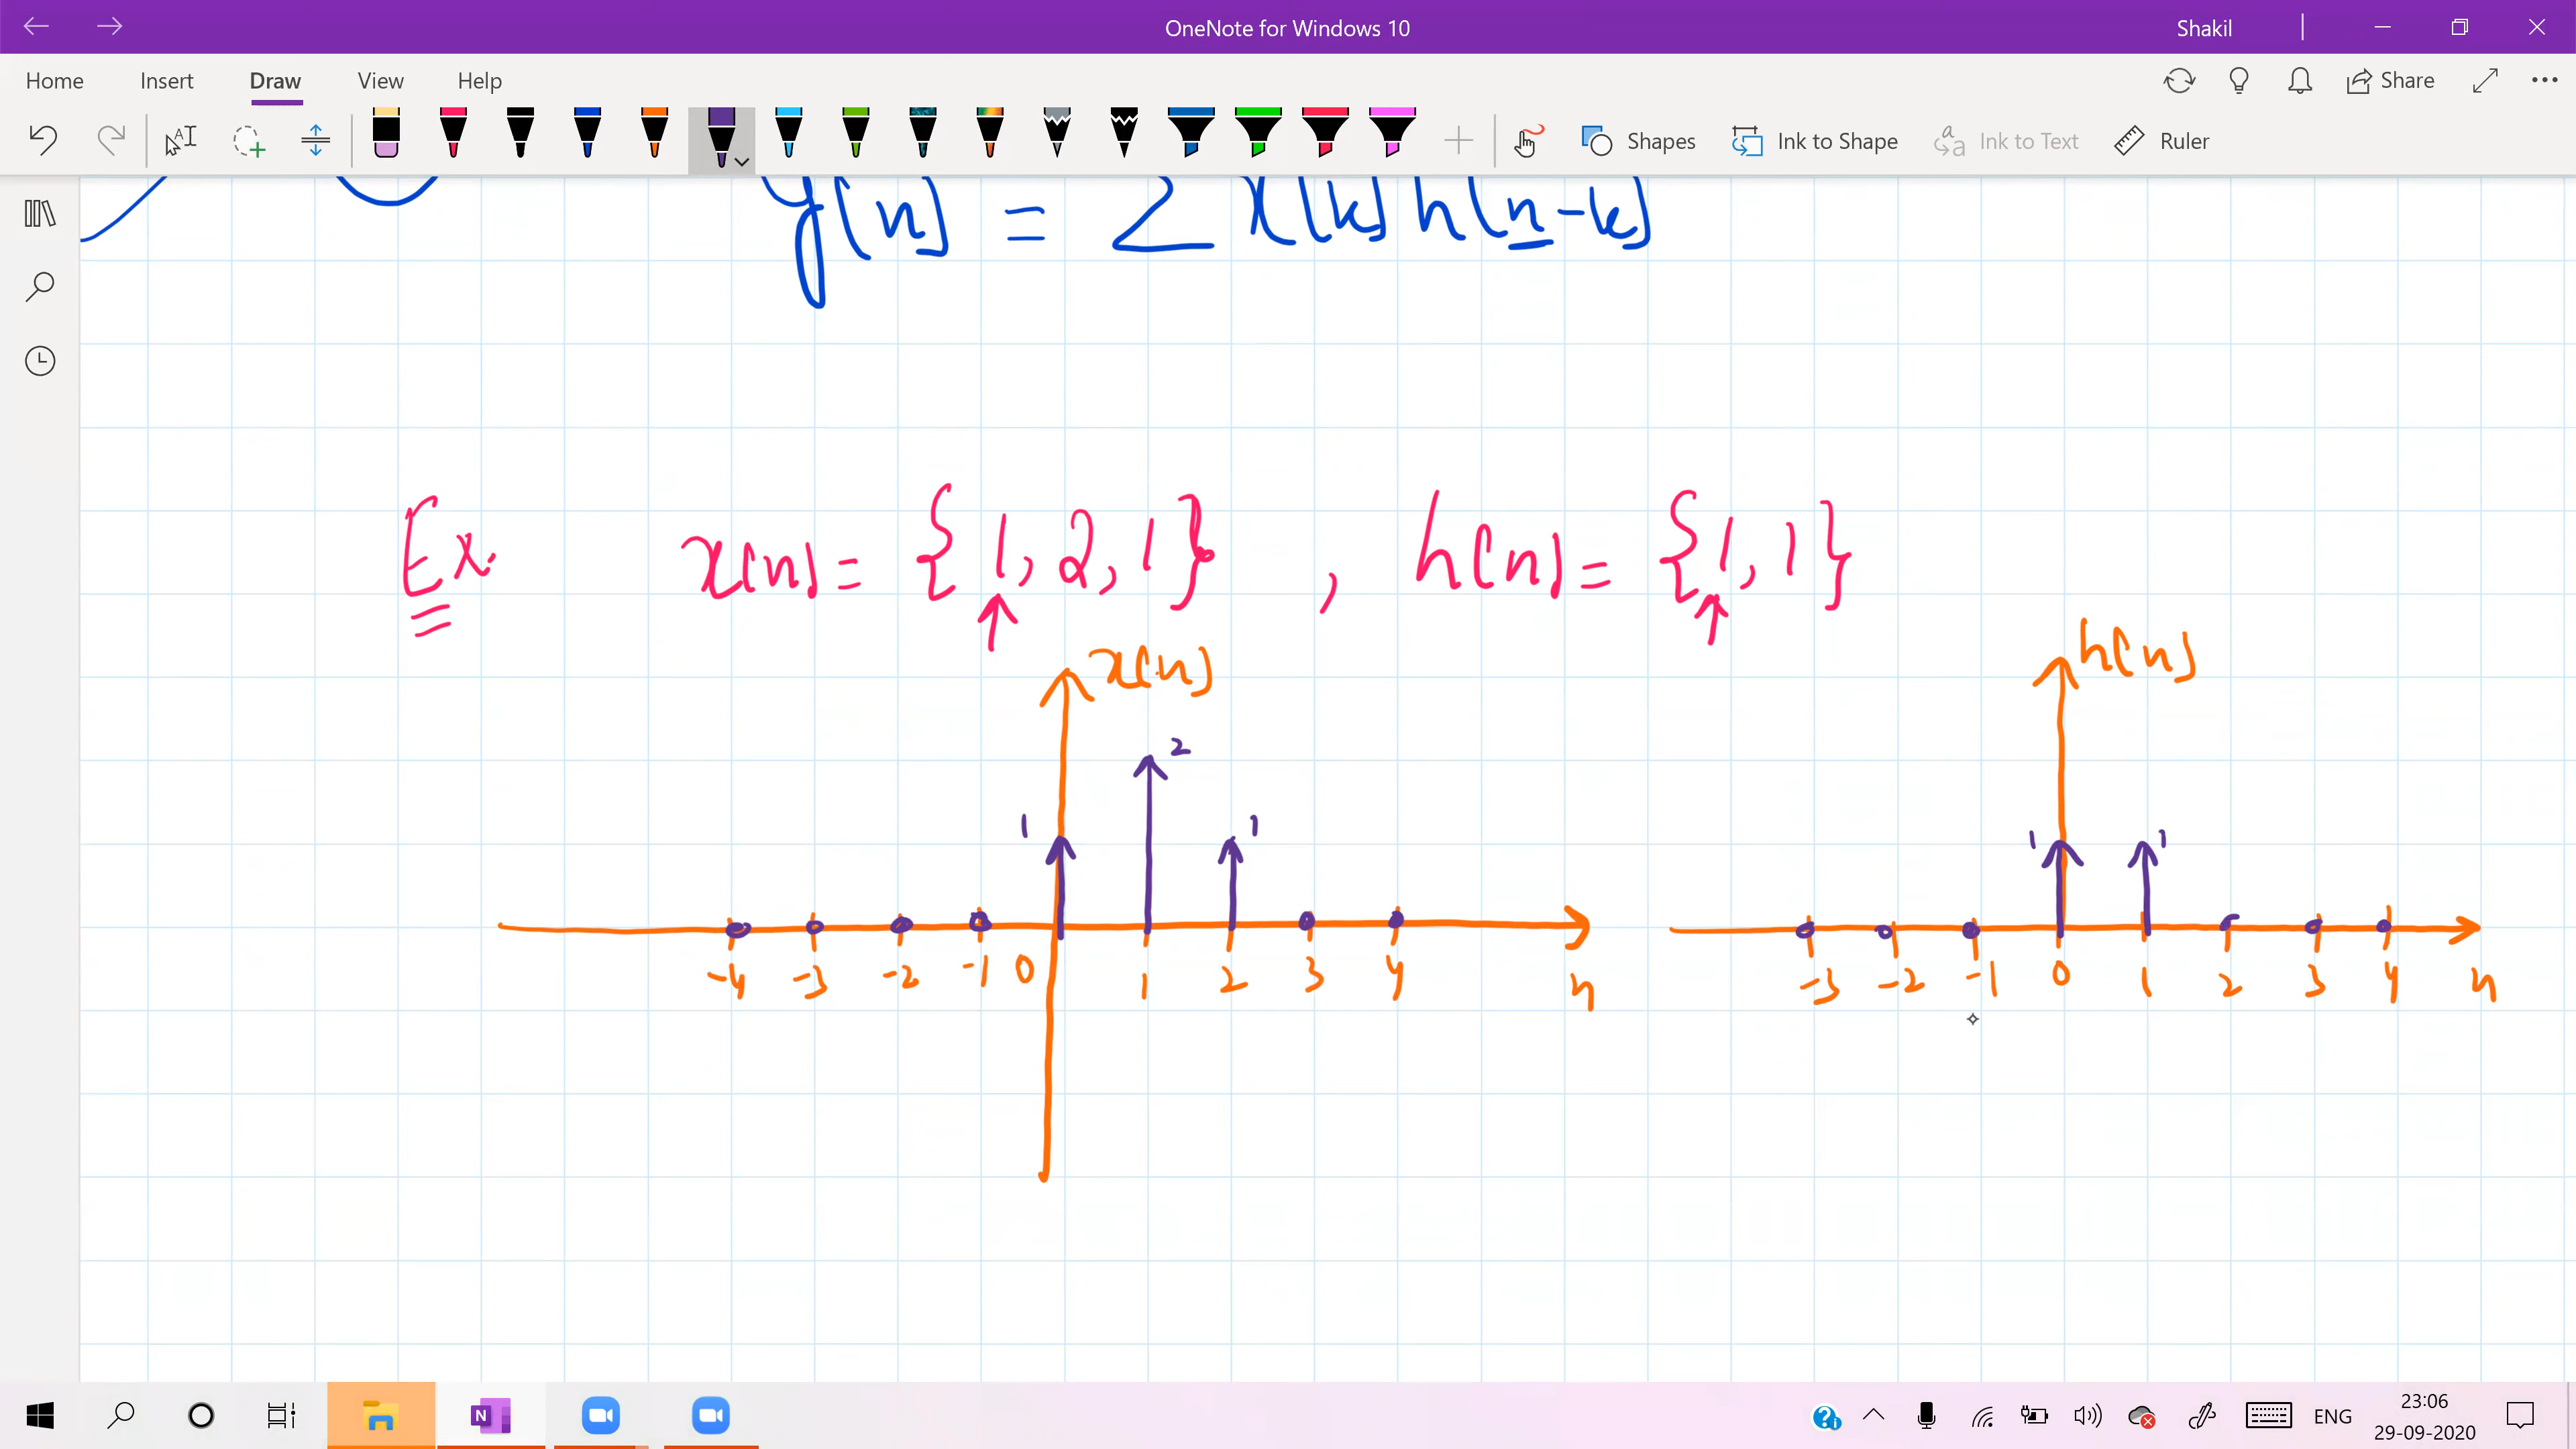 OneNote for Windows 10
Shakil
Home Insert Draw View Help
Share
Shapes Ink to Shape Ink to Text Ruler
y[n] = Σ x[k] h[n-k]
Ex. x[n] = {1, 2, 1} , h[n] = {1, 1}
↑ ↑
x[n] h[n]
2
1 1 1 1
-4 -3 -2 -1 0 1 2 3 4 n -3 -2 -1 0 1 2 3 4 n
ENG
23:06
29-09-2020